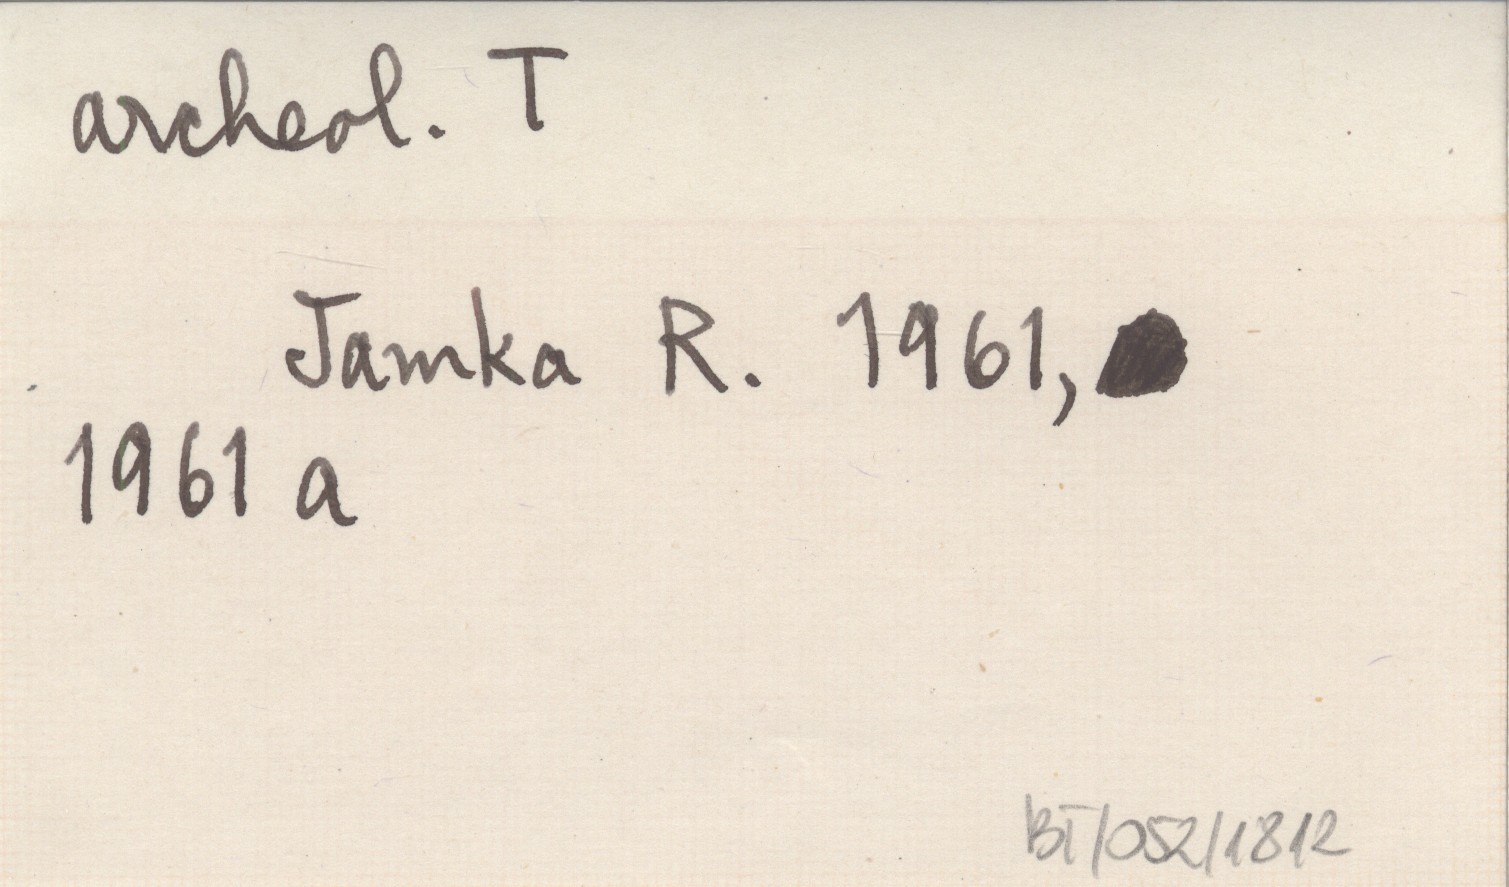 archeol. T
Jamka R. 1961,
1961 a
BT/052/1812